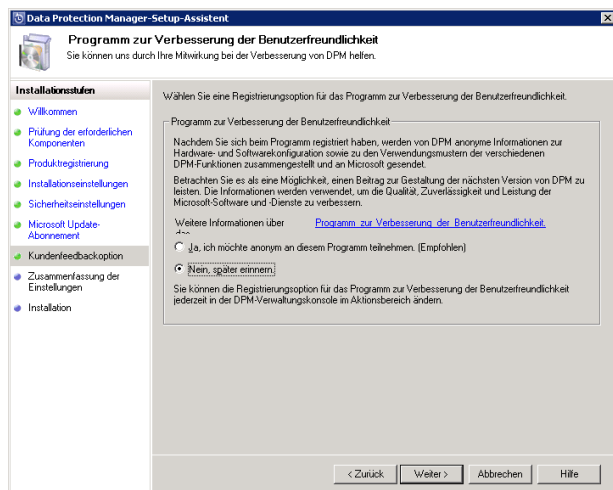 Data Protection Manager-Setup-Assistent
Programm zur Verbesserung der Benutzerfreundlichkeit
Sie können uns durch Ihre Mitwirkung bei der Verbesserung von DPM helfen.
Installationsstufen
Willkommen
Prüfung der erforderlichen
Komponenten
Produktregistrierung
Installationseinstellungen
Sicherheitseinstellungen
Microsoft Update-
Abonnement
Kundenfeedbackoption
Zusammenfassung der
Einstellungen
Installation
Wählen Sie eine Registrierungsoption für das Programm zur Verbesserung der Benutzerfreundlichkeit.
Programm zur Verbesserung der Benutzerfreundlichkeit
Nachdem Sie sich beim Programm registriert haben, werden von DPM anonyme Informationen zur
Hardware- und Softwarekonfiguration sowie zu den Verwendungsmustern der verschiedenen
DPM-Funktionen zusammengestellt und an Microsoft gesendet.
Betrachten Sie es als eine Möglichkeit, einen Beitrag zur Gestaltung der nächsten Version von DPM zu
leisten. Die Informationen werden verwendet, um die Qualität, Zuverlässigkeit und Leistung der
Microsoft-Software und -Dienste zu verbessern.
Weitere Informationen über Programm zur Verbesserung der Benutzerfreundlichkeit.
Ja, ich möchte anonym an diesem Programm teilnehmen. (Empfohlen)
Nein, später erinnern.
Sie können die Registrierungsoption für das Programm zur Verbesserung der Benutzerfreundlichkeit
jederzeit in der DPM-Verwaltungskonsole im Aktionsbereich ändern.
< Zurück Weiter > Abbrechen Hilfe